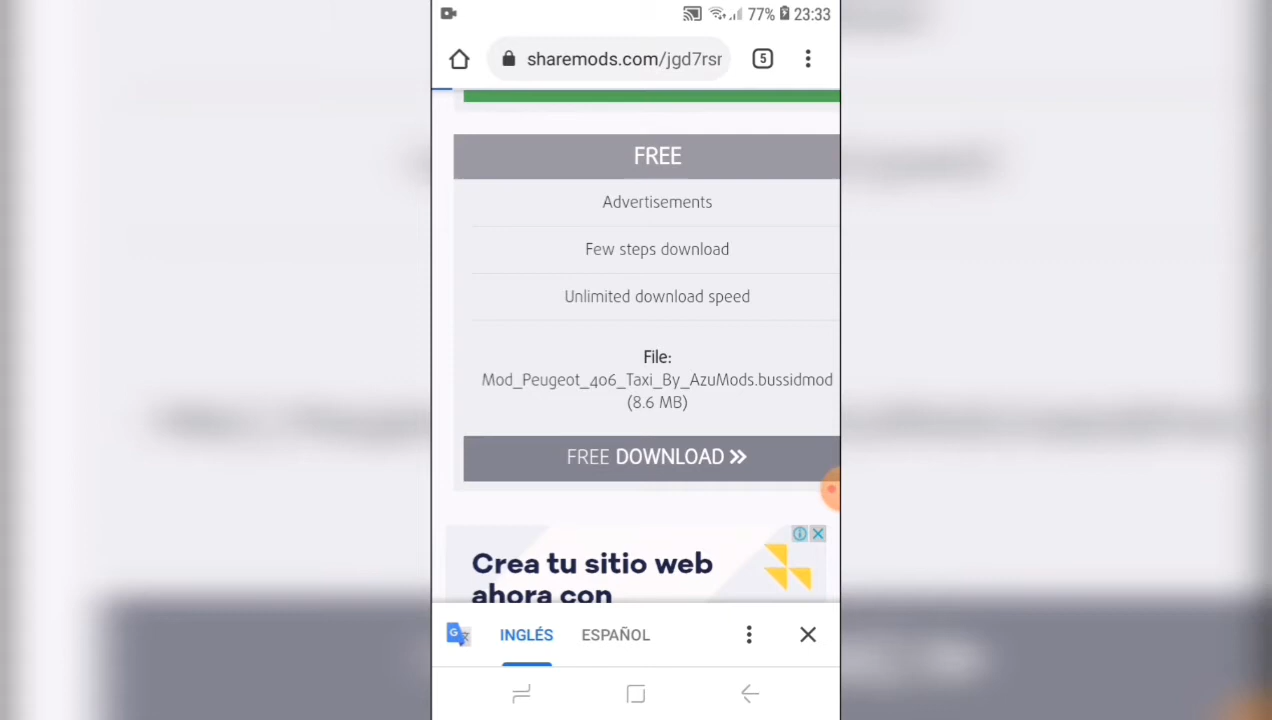 77% 23:33
sharemods.com/jgd7rsr
5
FREE
Advertisements
Few steps download
Unlimited download speed
File:
Mod_Peugeot_406_Taxi_By_AzuMods.bussidmod
(8.6 MB)
FREE DOWNLOAD »
Crea tu sitio web
ahora con
INGLÉS ESPAÑOL